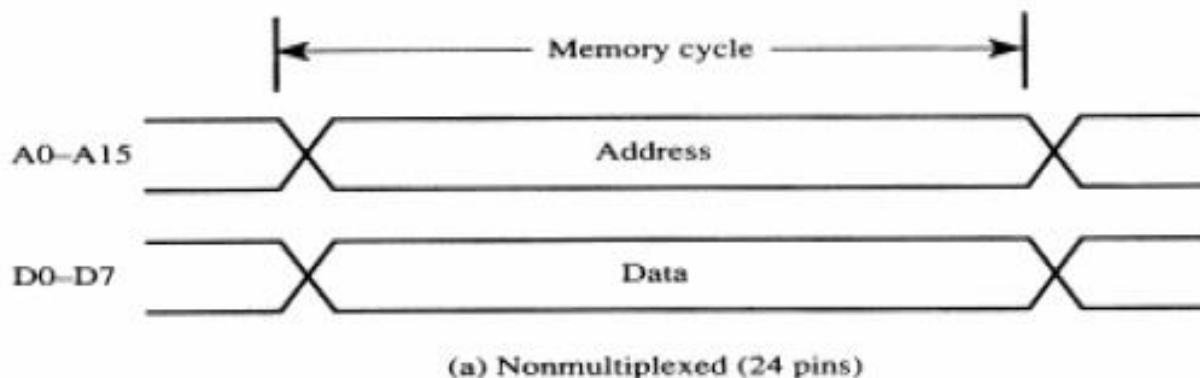 Memory cycle
A0–A15
Address
D0–D7
Data
(a) Nonmultiplexed (24 pins)